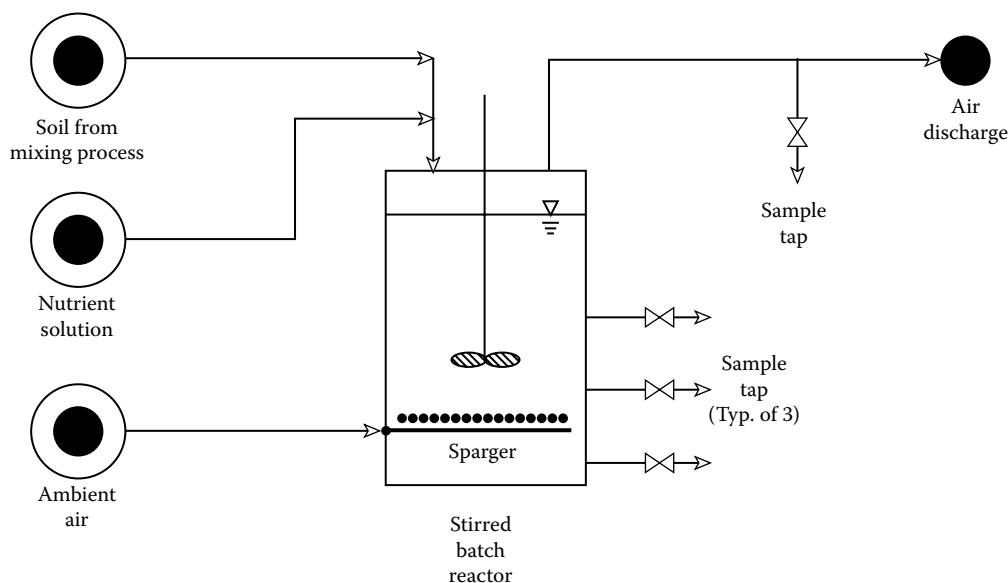 Soil from
mixing process
Nutrient
solution
Ambient
air
Air
discharge
Sample
tap
Sample
tap
(Typ. of 3)
Sparger
Stirred
batch
reactor